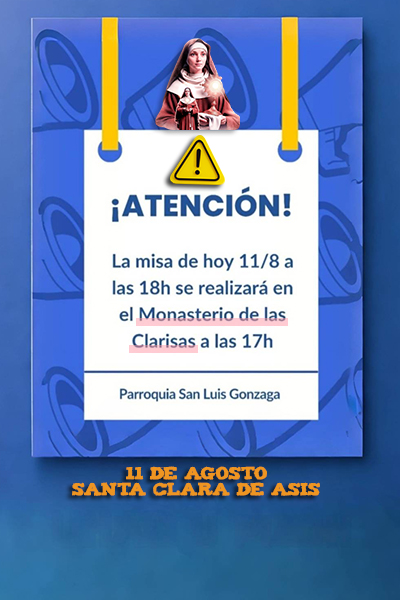 ¡ATENCIÓN!
La misa de hoy 11/8 a
las 18h se realizará en
el Monasterio de las
Clarisas a las 17h
Parroquia San Luis Gonzaga
11 DE AGOSTO
SANTA CLARA DE ASIS